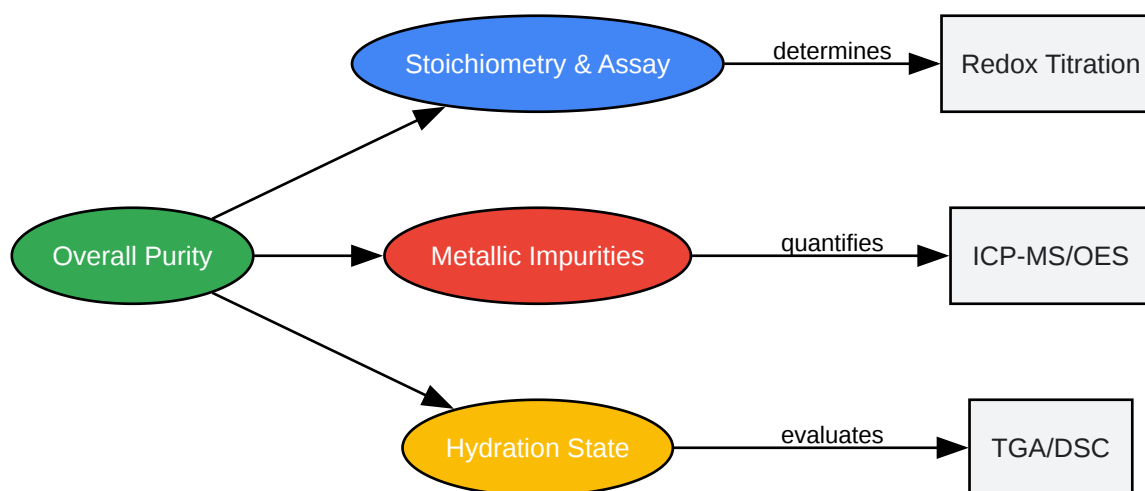 Stoichiometry & Assay
determines
Redox Titration
Overall Purity
Metallic Impurities
quantifies
ICP-MS/OES
Hydration State
evaluates
TGA/DSC